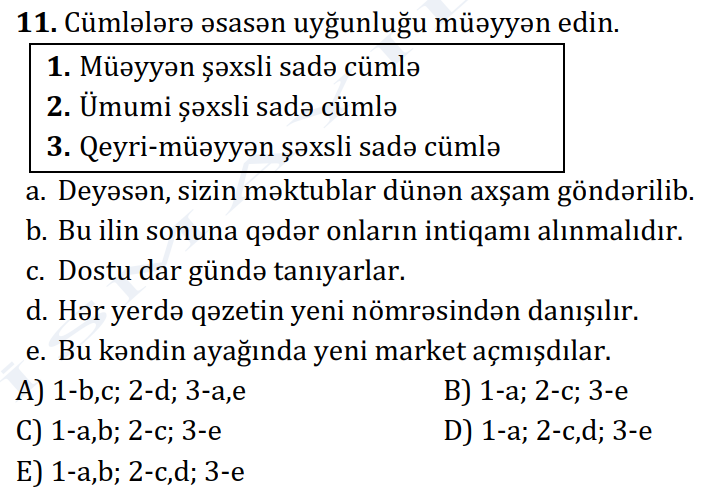 11. Cümlələrə əsasən uyğunluğu müəyyən edin.
1. Müəyyən şəxsli sadə cümlə
2. Ümumi şəxsli sadə cümlə
3. Qeyri-müəyyən şəxsli sadə cümlə
a. Deyəsən, sizin məktublar dünən axşam göndərilib.
b. Bu ilin sonuna qədər onların intiqamı alınmalıdır.
c. Dostu dar gündə tanıyarlar.
d. Hər yerdə qəzetin yeni nömrəsindən danışılır.
e. Bu kəndin ayağında yeni market açmışdılar.
A) 1-b,c; 2-d; 3-a,e B) 1-a; 2-c; 3-e
C) 1-a,b; 2-c; 3-e D) 1-a; 2-c,d; 3-e
E) 1-a,b; 2-c,d; 3-e